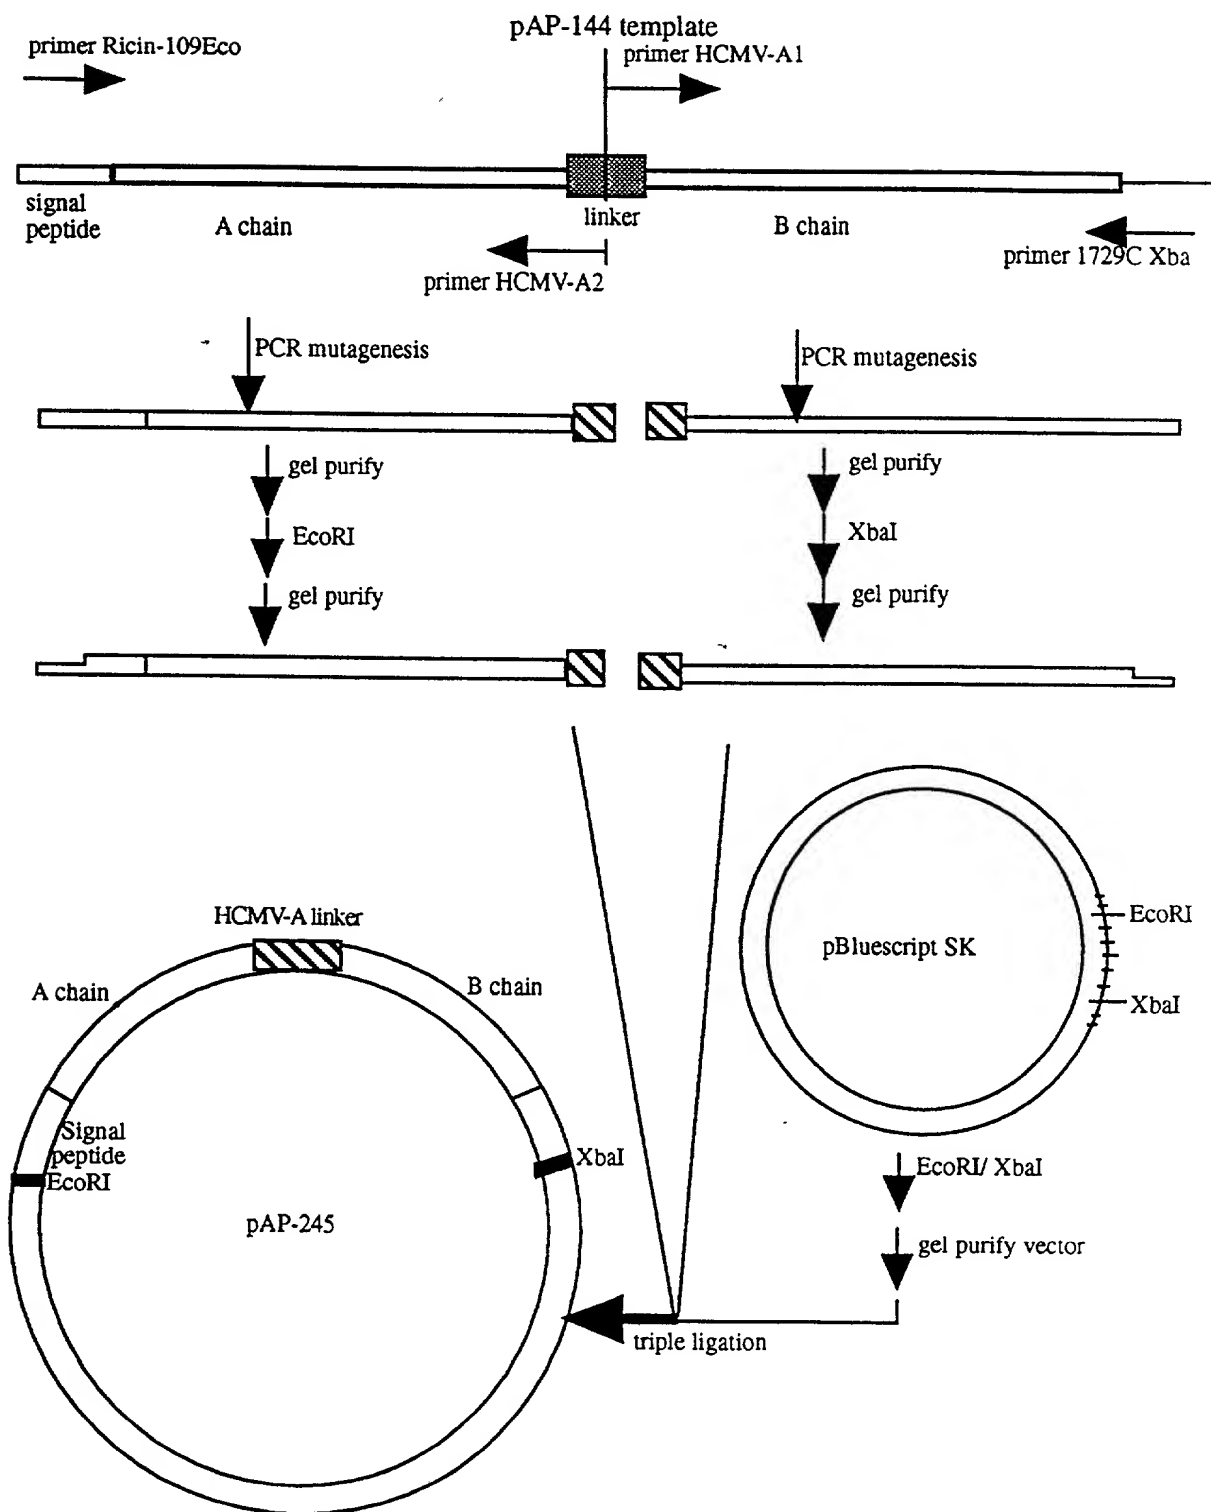 pAP-144 template
primer Ricin-109Eco
primer HCMV-A1
signal
peptide
A chain
linker
B chain
primer HCMV-A2
primer 1729C Xba
PCR mutagenesis
PCR mutagenesis
gel purify
gel purify
EcoRI
XbaI
gel purify
gel purify
HCMV-A linker
A chain
B chain
pBluescript SK
EcoRI
XbaI
Signal
peptide
EcoRI
XbaI
pAP-245
EcoRI/ XbaI
gel purify vector
triple ligation